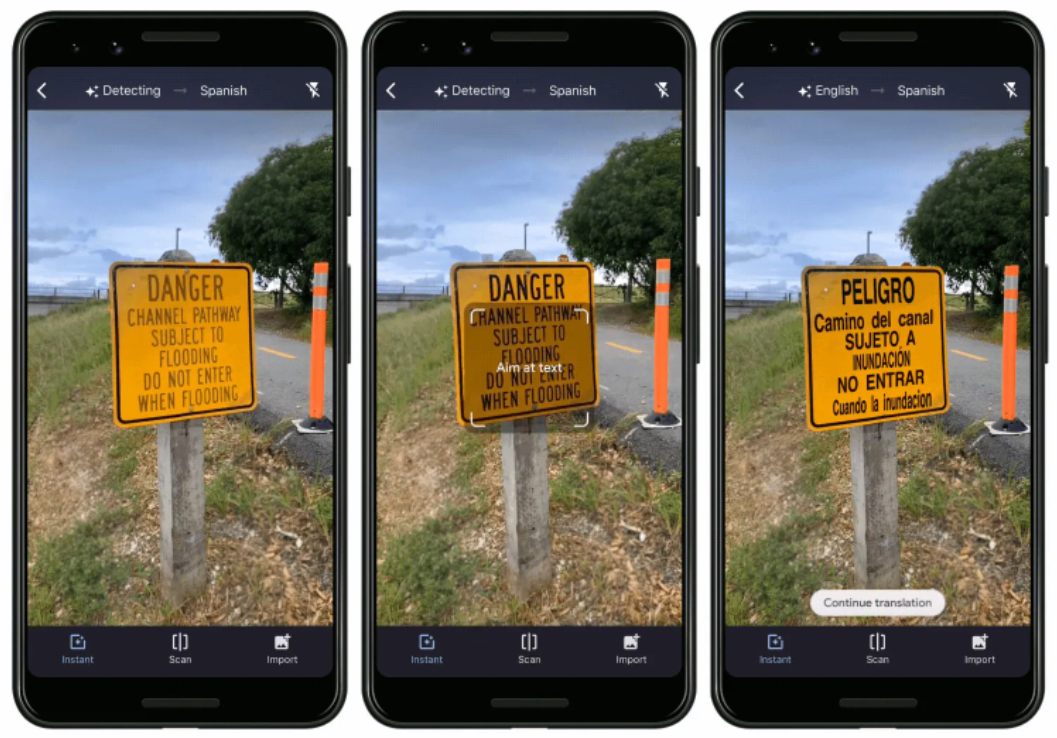 Detecting → Spanish
DANGER
CHANNEL PATHWAY
SUBJECT TO
FLOODING
DO NOT ENTER
WHEN FLOODING
Instant Scan Import
Detecting → Spanish
DANGER
CHANNEL PATHWAY
SUBJECT TO
FLOODING
Aim at text
DO NOT ENTER
WHEN FLOODING
Instant Scan Import
English → Spanish
PELIGRO
Camino del canal
SUJETO A
INUNDACIÓN
NO ENTRAR
Cuando la inundacion
Continue translation
Instant Scan Import